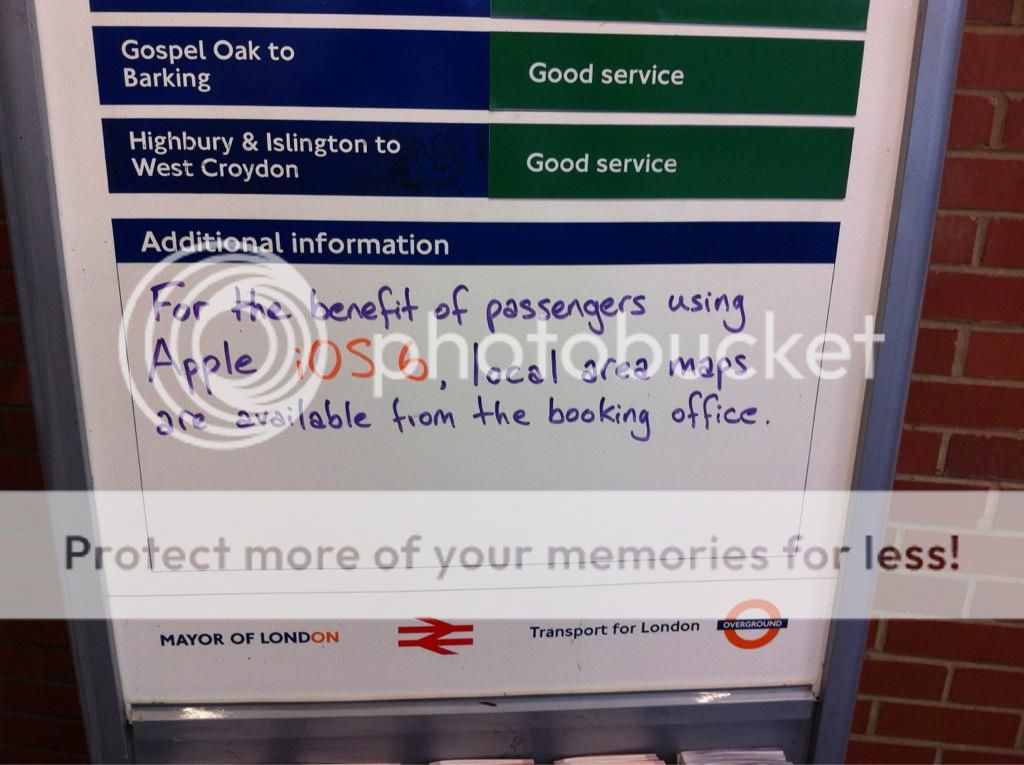 Gospel Oak to
Barking
Good service
Highbury & Islington to
West Croydon
Good service
Additional information
For the benefit of passengers using
Apple iOS 6, local area maps
are available from the booking office.
photobucket
Protect more of your memories for less!
MAYOR OF LONDON
Transport for London
OVERGROUND